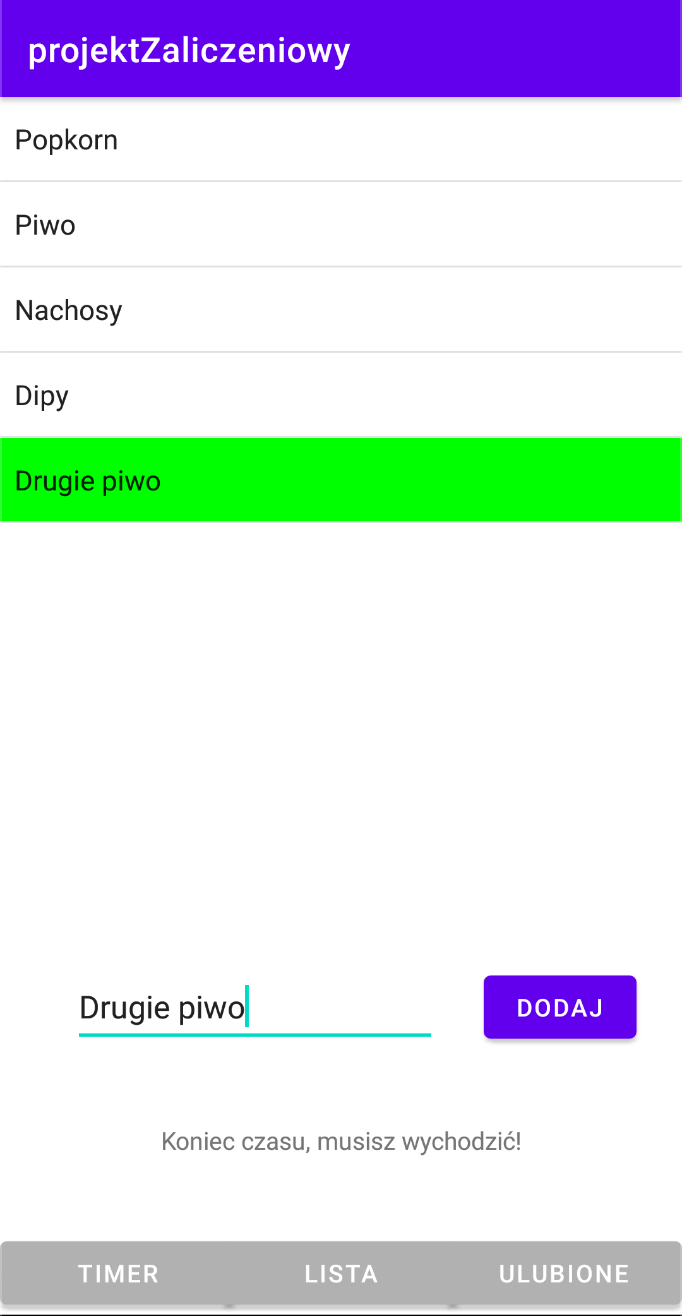 projektZaliczeniowy
Popkorn
Piwo
Nachosy
Dipy
Drugie piwo
Drugie piwo DODAJ
Koniec czasu, musisz wychodzić!
TIMER LISTA ULUBIONE